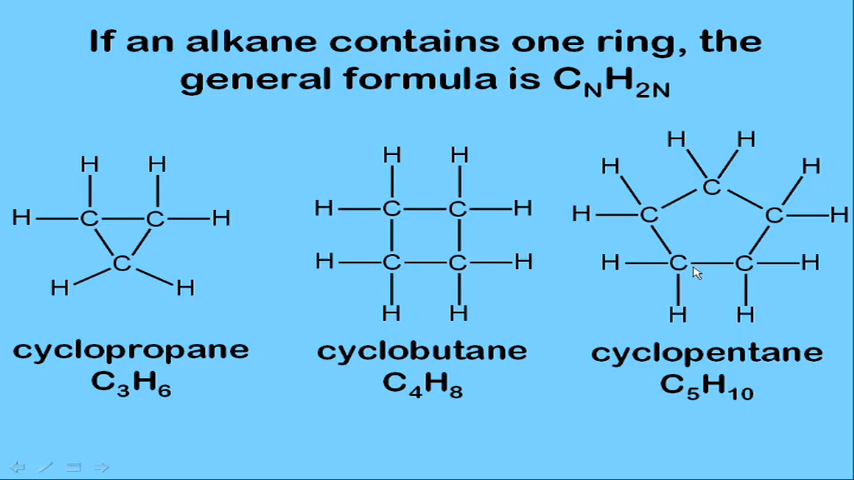 If an alkane contains one ring, the
general formula is CₙH₂ₙ
H H
H C C H
C
H H
cyclopropane
C₃H₆
H H
H C C H
H C C H
H H
cyclobutane
C₄H₈
H H
H C H
H C C H
H C C H
H H
cyclopentane
C₅H₁₀